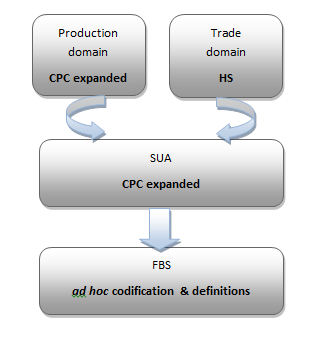 Production
domain
CPC expanded
Trade
domain
HS
SUA
CPC expanded
FBS
ad hoc codification & definitions